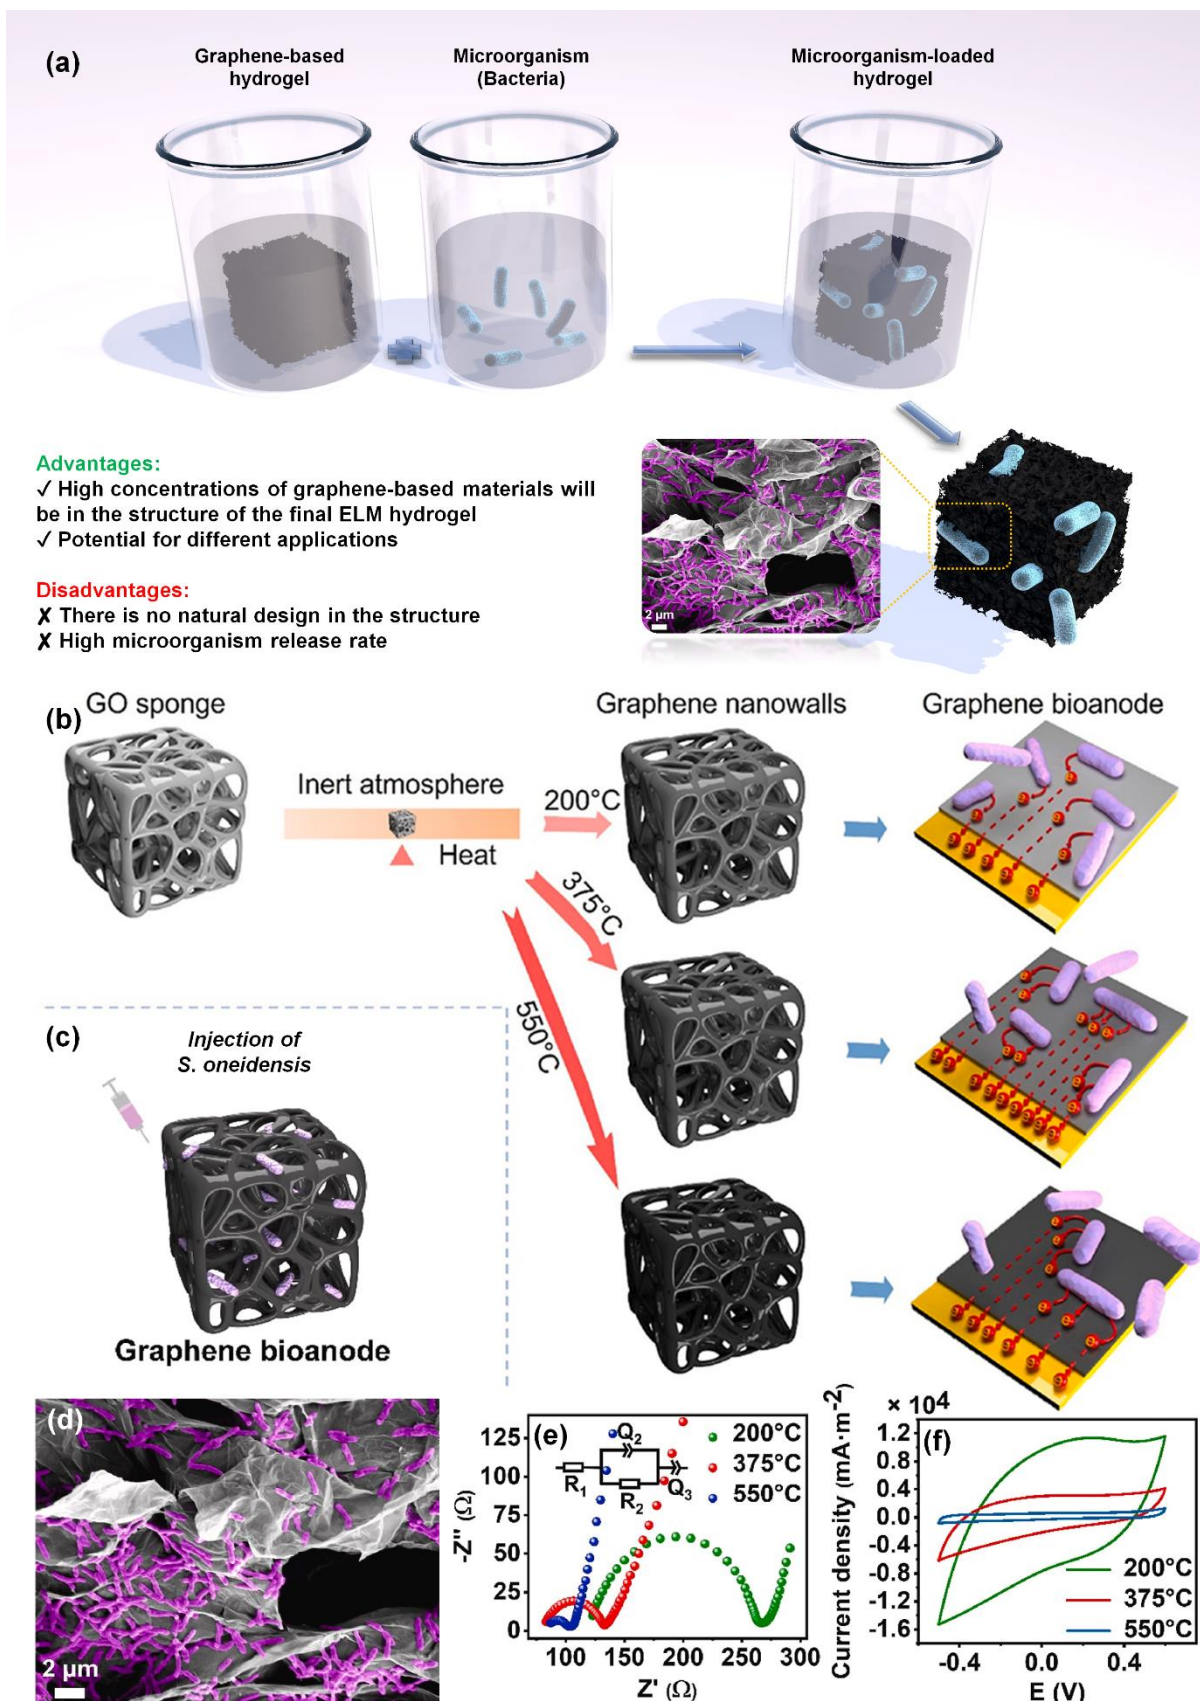 (a)
Graphene-based
hydrogel
Microorganism
(Bacteria)
Microorganism-loaded
hydrogel
Advantages:
✓ High concentrations of graphene-based materials will
be in the structure of the final ELM hydrogel
✓ Potential for different applications
Disadvantages:
✗ There is no natural design in the structure
✗ High microorganism release rate
2 µm
(b)
GO sponge
Inert atmosphere
Heat
200°C
375°C
550°C
Graphene nanowalls
Graphene bioanode
(c)
Injection of
S. oneidensis
Graphene bioanode
(d)
2 µm
(e)
-Z'' (Ω)
125
100
75
50
25
0
100
150
200
250
300
Z' (Ω)
R1
Q2
R2
Q3
200°C
375°C
550°C
(f)
× 10⁴
Current density (mA·m⁻²)
1.2
0.8
0.4
0.0
-0.4
-0.8
-1.2
-1.6
-0.4
0.0
0.4
E (V)
200°C
375°C
550°C